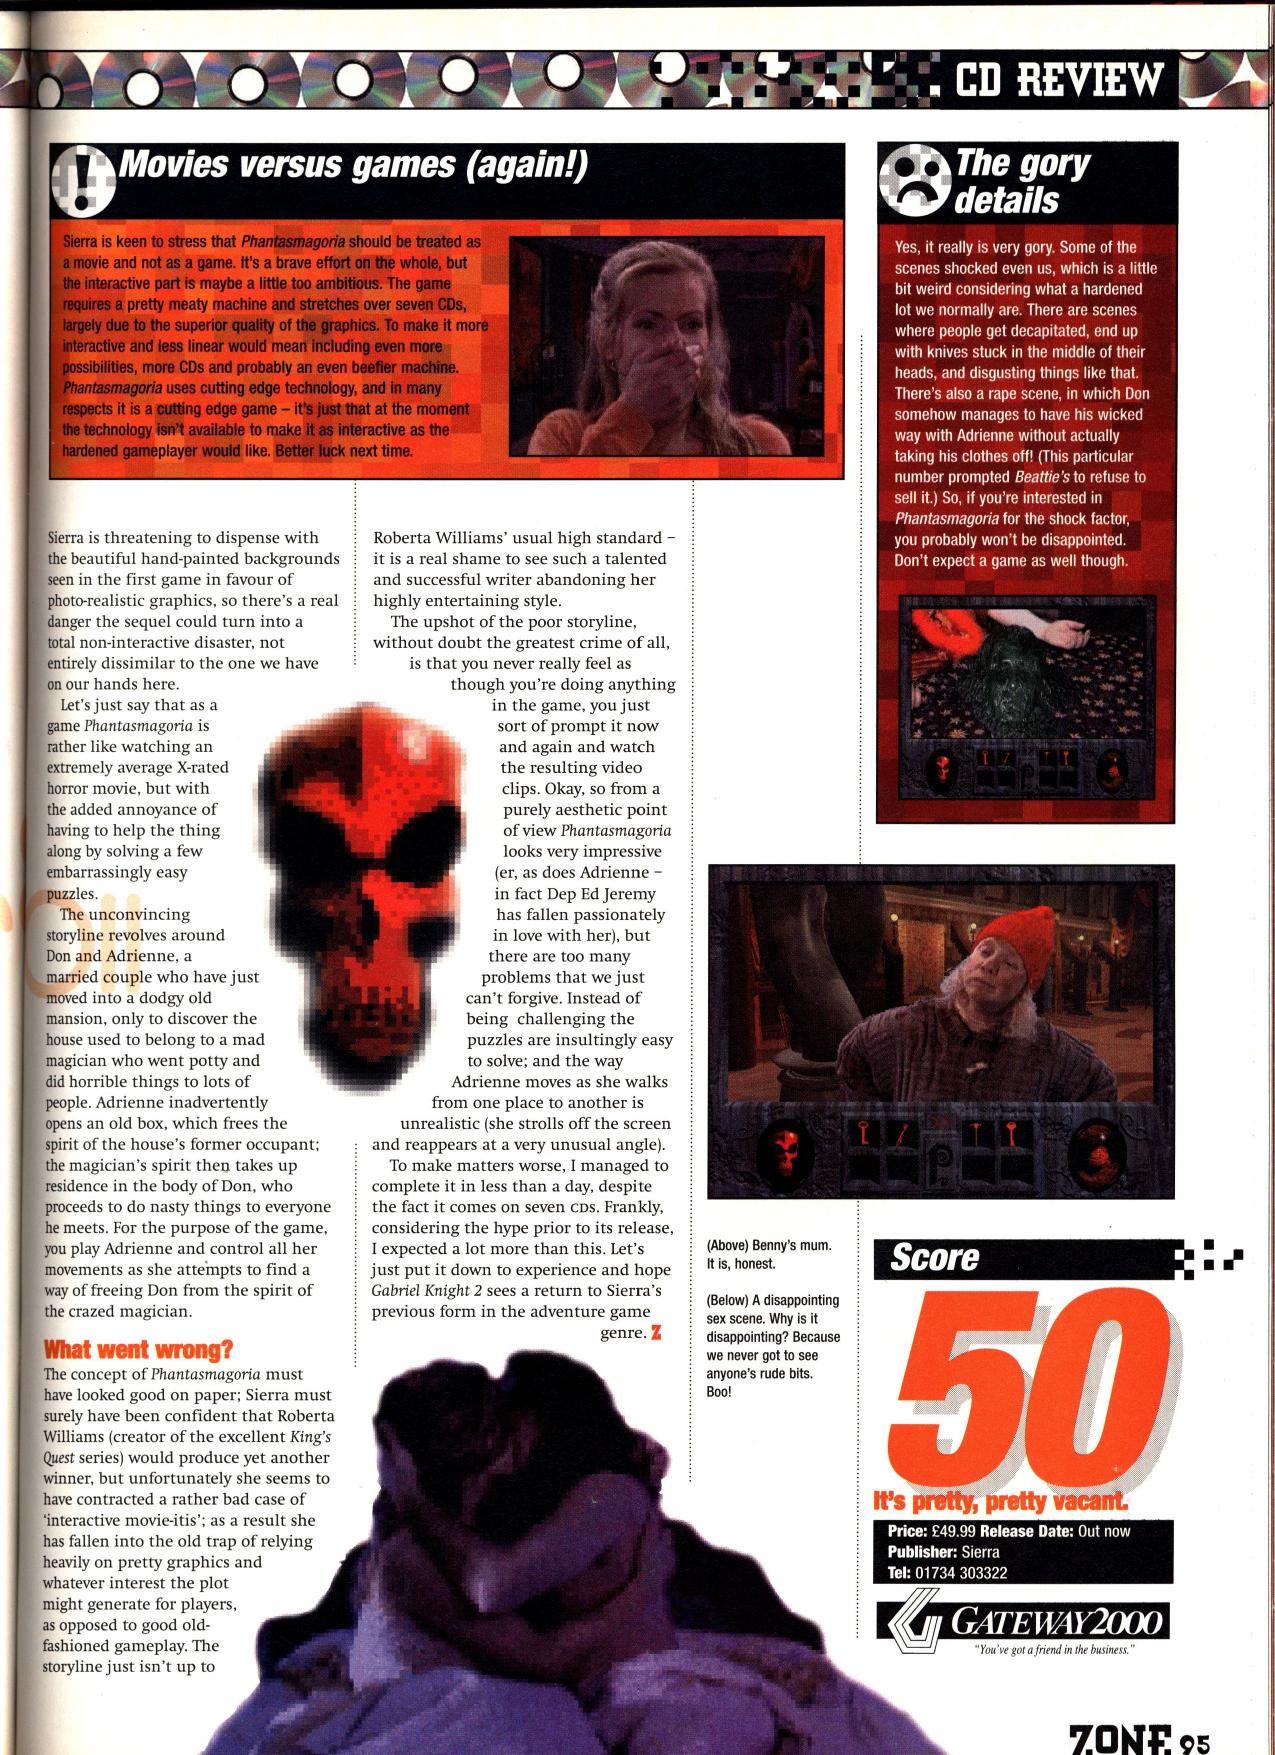 CD REVIEW
Movies versus games (again!)
Sierra is keen to stress that Phantasmagoria should be treated as
a movie and not as a game. It's a brave effort on the whole, but
the interactive part is maybe a little too ambitious. The game
requires a pretty meaty machine and stretches over seven CDs,
largely due to the superior quality of the graphics. To make it more
interactive and less linear would mean including even more
possibilities, more CDs and probably an even beefier machine.
Phantasmagoria uses cutting edge technology, and in many
respects it is a cutting edge game – it's just that at the moment
the technology isn't available to make it as interactive as the
hardened gameplayer would like. Better luck next time.
The gory
details
Yes, it really is very gory. Some of the
scenes shocked even us, which is a little
bit weird considering what a hardened
lot we normally are. There are scenes
where people get decapitated, end up
with knives stuck in the middle of their
heads, and disgusting things like that.
There's also a rape scene, in which Don
somehow manages to have his wicked
way with Adrienne without actually
taking his clothes off! (This particular
number prompted Beattie's to refuse to
sell it.) So, if you're interested in
Phantasmagoria for the shock factor,
you probably won't be disappointed.
Don't expect a game as well though.
Sierra is threatening to dispense with
the beautiful hand-painted backgrounds
seen in the first game in favour of
photo-realistic graphics, so there's a real
danger the sequel could turn into a
total non-interactive disaster, not
entirely dissimilar to the one we have
on our hands here.
Let's just say that as a
game Phantasmagoria is
rather like watching an
extremely average X-rated
horror movie, but with
the added annoyance of
having to help the thing
along by solving a few
embarrassingly easy
puzzles.
The unconvincing
storyline revolves around
Don and Adrienne, a
married couple who have just
moved into a dodgy old
mansion, only to discover the
house used to belong to a mad
magician who went potty and
did horrible things to lots of
people. Adrienne inadvertently
opens an old box, which frees the
spirit of the house's former occupant;
the magician's spirit then takes up
residence in the body of Don, who
proceeds to do nasty things to everyone
he meets. For the purpose of the game,
you play Adrienne and control all her
movements as she attempts to find a
way of freeing Don from the spirit of
the crazed magician.
What went wrong?
The concept of Phantasmagoria must
have looked good on paper; Sierra must
surely have been confident that Roberta
Williams (creator of the excellent King's
Quest series) would produce yet another
winner, but unfortunately she seems to
have contracted a rather bad case of
'interactive movie-itis'; as a result she
has fallen into the old trap of relying
heavily on pretty graphics and
whatever interest the plot
might generate for players,
as opposed to good old-
fashioned gameplay. The
storyline just isn't up to
Roberta Williams' usual high standard –
it is a real shame to see such a talented
and successful writer abandoning her
highly entertaining style.
The upshot of the poor storyline,
without doubt the greatest crime of all,
is that you never really feel as
though you're doing anything
in the game, you just
sort of prompt it now
and again and watch
the resulting video
clips. Okay, so from a
purely aesthetic point
of view Phantasmagoria
looks very impressive
(er, as does Adrienne –
in fact Dep Ed Jeremy
has fallen passionately
in love with her), but
there are too many
problems that we just
can't forgive. Instead of
being challenging the
puzzles are insultingly easy
to solve; and the way
Adrienne moves as she walks
from one place to another is
unrealistic (she strolls off the screen
and reappears at a very unusual angle).
To make matters worse, I managed to
complete it in less than a day, despite
the fact it comes on seven CDs. Frankly,
considering the hype prior to its release,
I expected a lot more than this. Let's
just put it down to experience and hope
Gabriel Knight 2 sees a return to Sierra's
previous form in the adventure game
genre. Z
(Above) Benny's mum.
It is, honest.
(Below) A disappointing
sex scene. Why is it
disappointing? Because
we never got to see
anyone's rude bits.
Boo!
Score
50
It's pretty, pretty vacant.
Price: £49.99 Release Date: Out now
Publisher: Sierra
Tel: 01734 303322
GATEWAY2000
"You've got a friend in the business."
ZONE 95